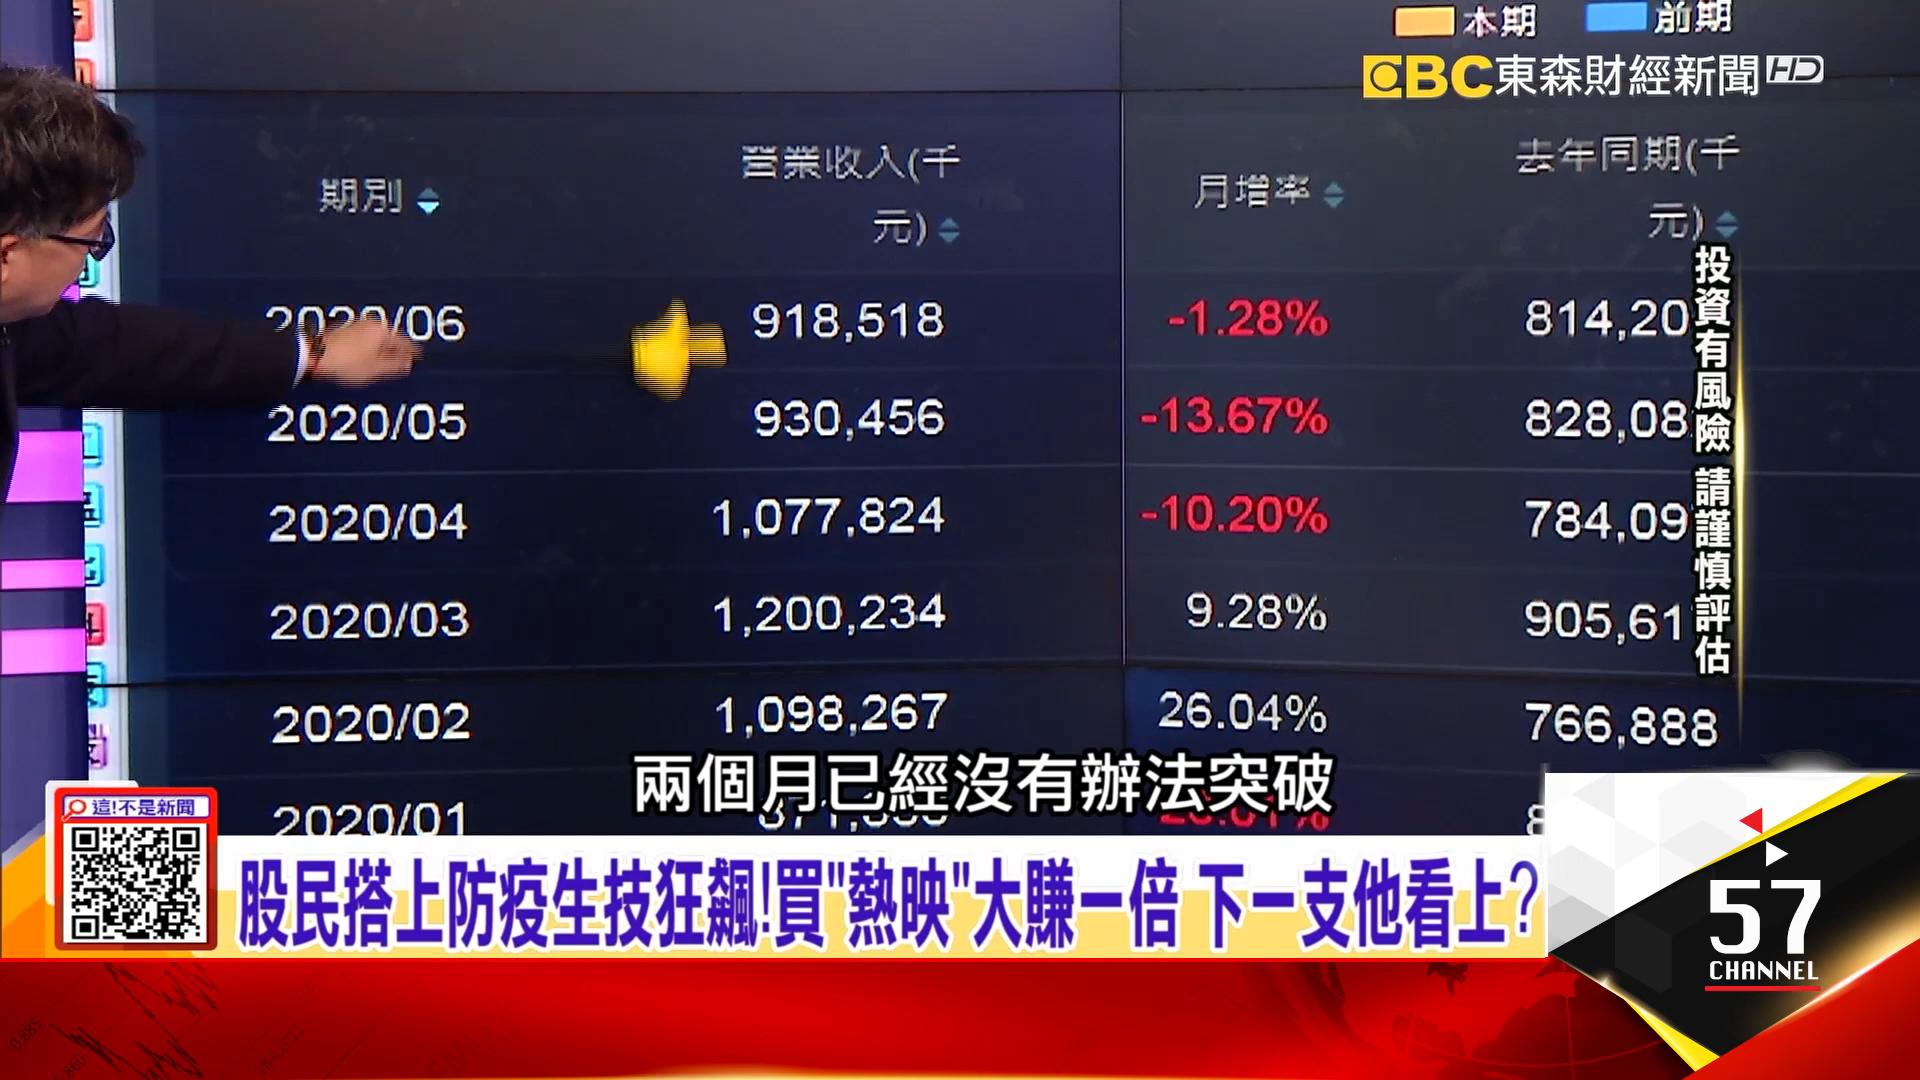 本期 前期
EBC東森財經新聞HD
期別
營業收入(千元)
月增率
去年同期(千元)
2020/06 918,518 -1.28% 814,20
2020/05 930,456 -13.67% 828,08
2020/04 1,077,824 -10.20% 784,09
2020/03 1,200,234 9.28% 905,61
2020/02 1,098,267 26.04% 766,888
2020/01
投資有風險 請謹慎評估
兩個月已經沒有辦法突破
這!不是新聞
股民搭上防疫生技狂飆!買"熱映"大賺一倍 下一支他看上?
57
CHANNEL